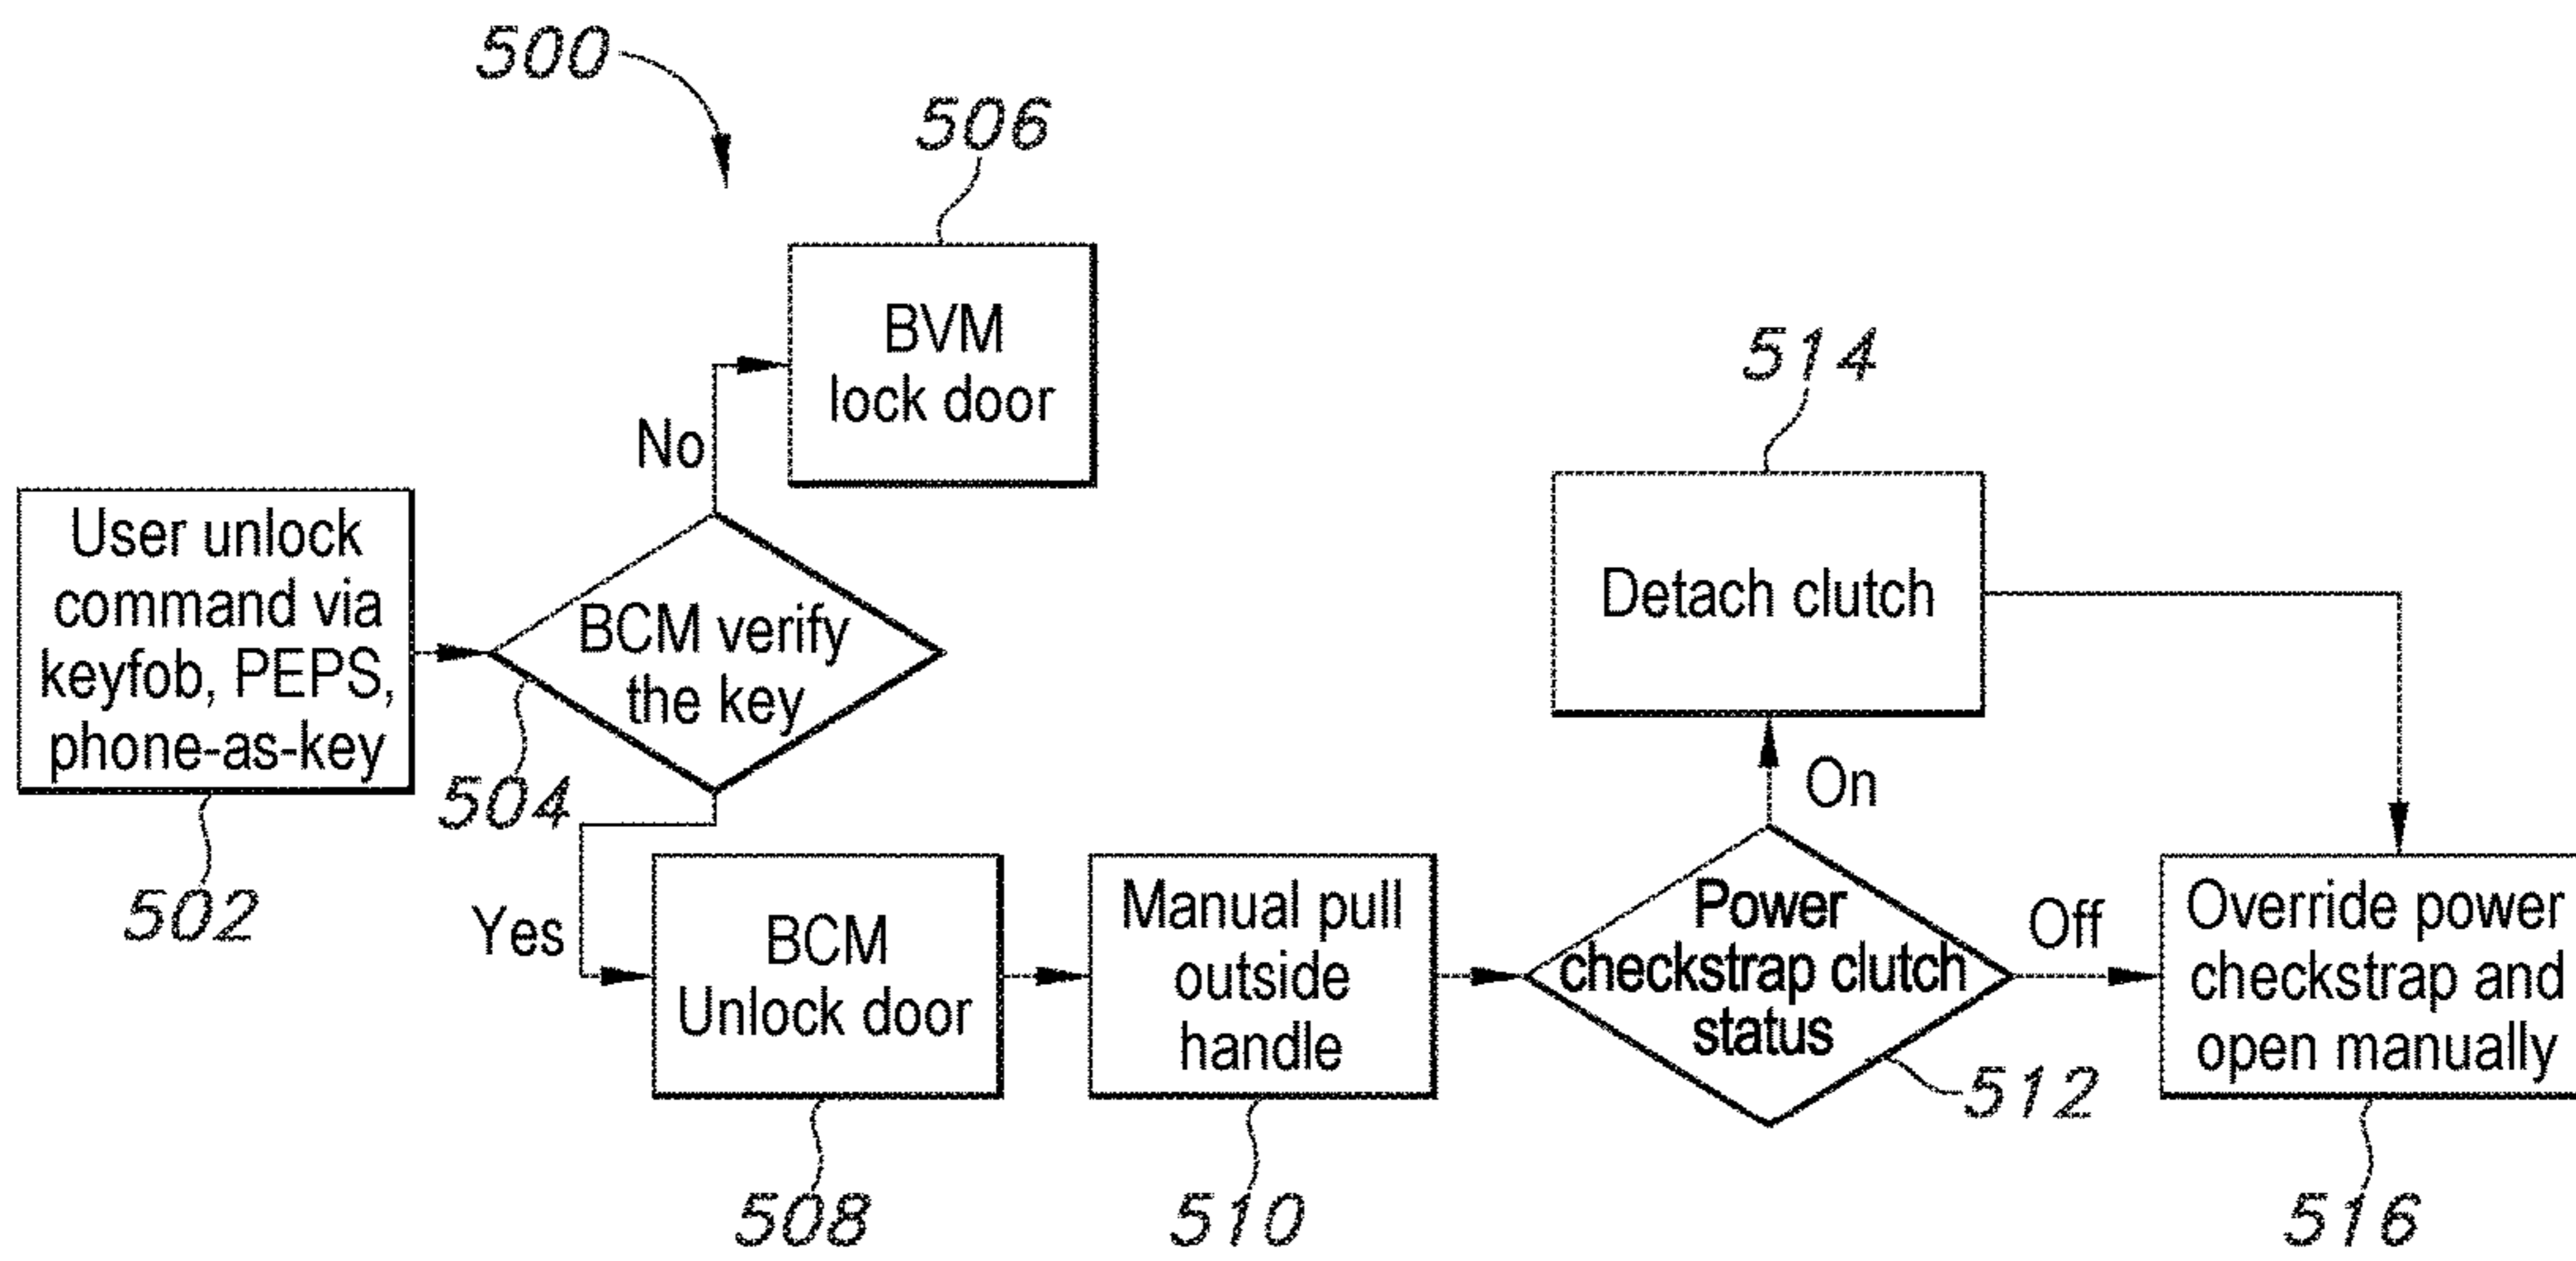 500
506
BVM
lock door
No
User unlock
command via
keyfob, PEPS,
phone-as-key
502
BCM verify
the key
504
Yes
BCM
Unlock door
508
Manual pull
outside
handle
510
514
Detach clutch
On
Power
checkstrap clutch
status
512
Off
Override power
checkstrap and
open manually
516